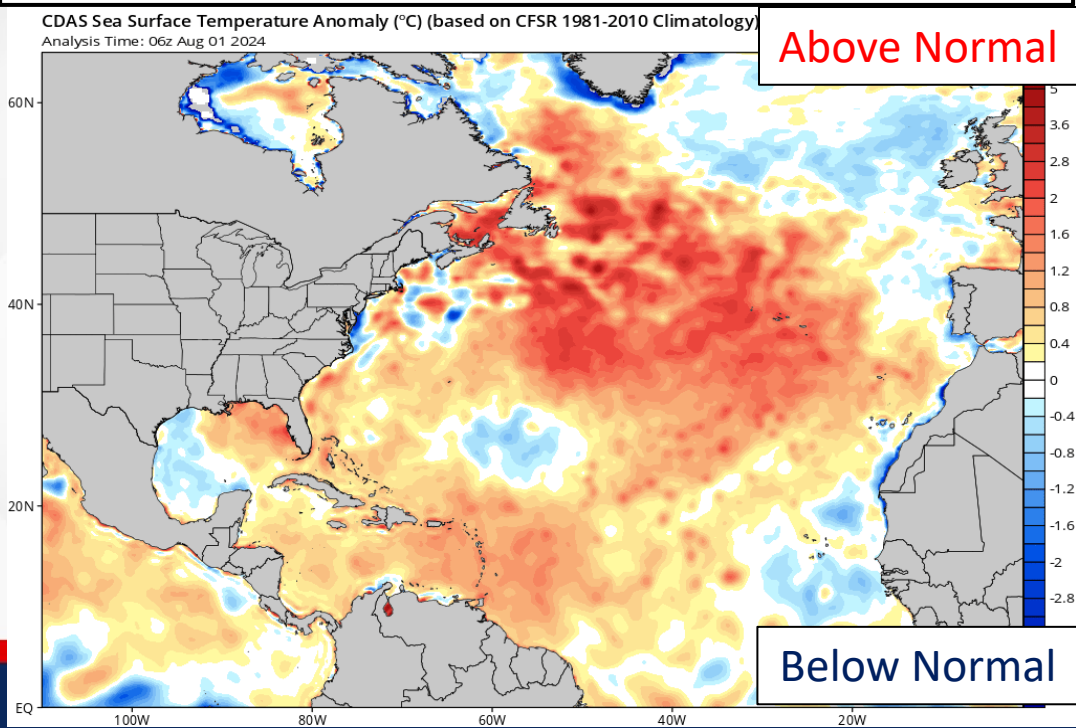 CDAS Sea Surface Temperature Anomaly (°C) (based on CFSR 1981-2010 Climatology)
Analysis Time: 06z Aug 01 2024
Above Normal
60N
40N
20N
EQ
100W
80W
60W
40W
20W
5
3.6
2.8
2
1.6
1.2
0.8
0.4
0
-0.4
-0.8
-1.2
-1.6
-2
-2.8
Below Normal